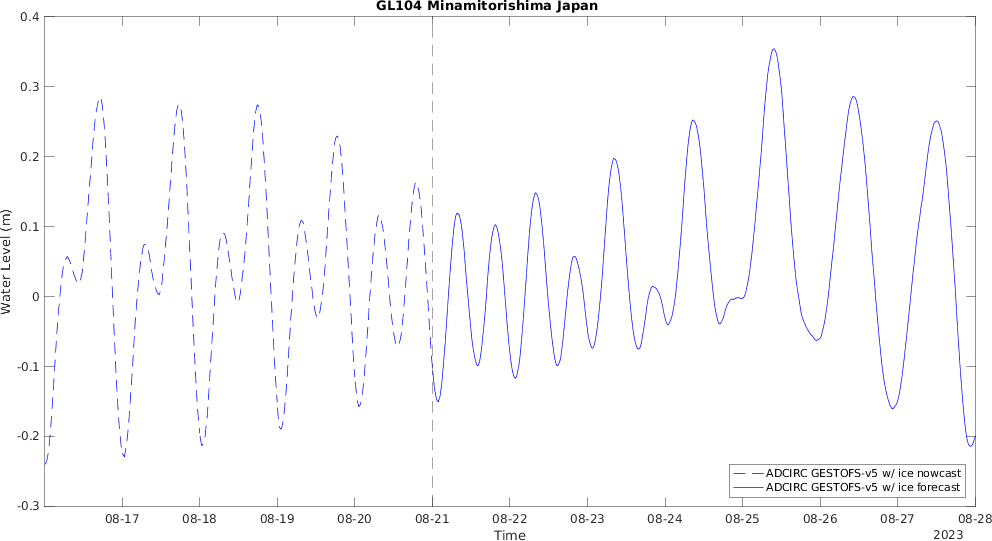 GL104 Minamitorishima Japan
0.4
0.3
0.2
0.1
0
-0.1
-0.2
-0.3
Water Level (m)
ADCIRC GESTOFS-v5 w/ ice nowcast
ADCIRC GESTOFS-v5 w/ ice forecast
08-17 08-18 08-19 08-20 08-21 08-22 08-23 08-24 08-25 08-26 08-27 08-28
Time
2023